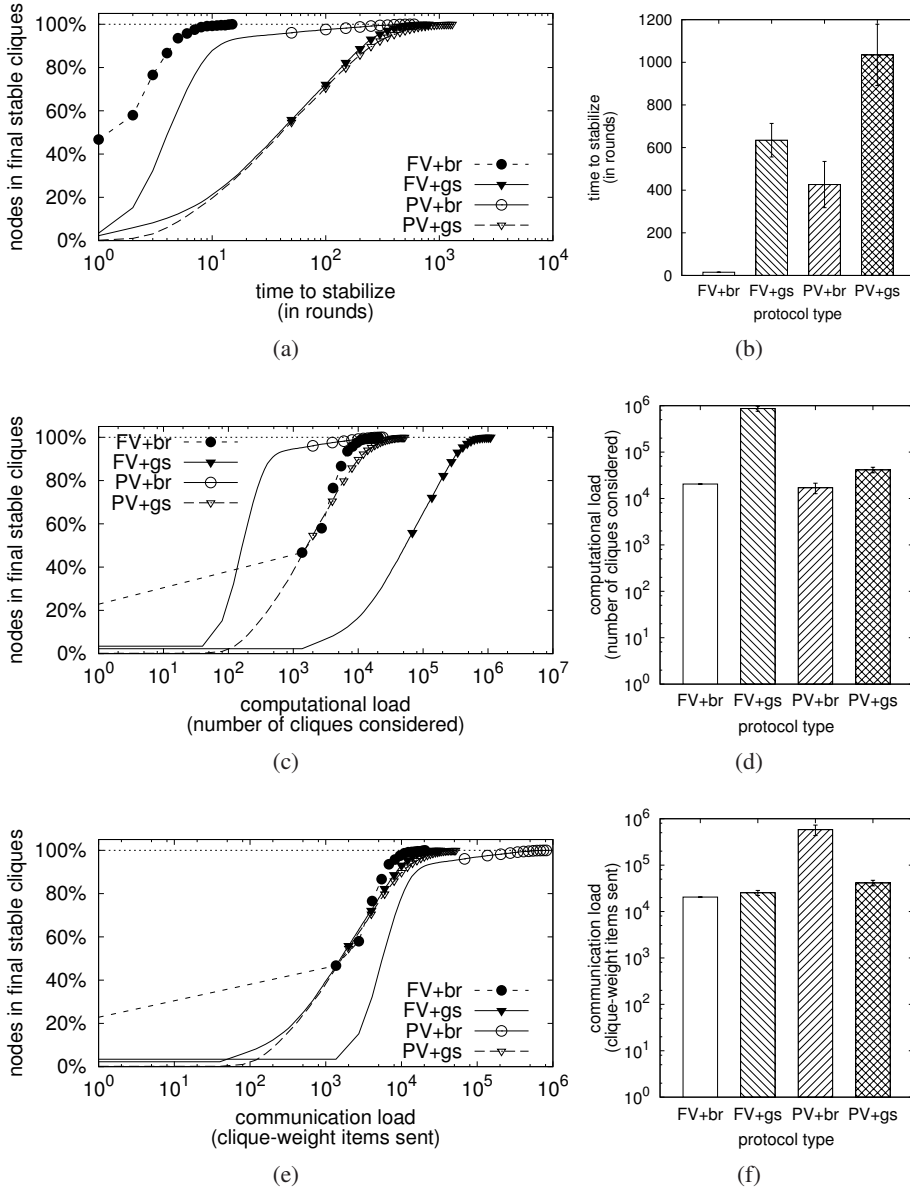 100%
80%
60%
40%
20%
0%
nodes in final stable cliques
FV+br
FV+gs
PV+br
PV+gs
10^0 10^1 10^2 10^3 10^4
time to stabilize
(in rounds)
(a)
1200
1000
800
600
400
200
0
time to stabilize
(in rounds)
FV+br FV+gs PV+br PV+gs
protocol type
(b)
100%
80%
60%
40%
20%
0%
nodes in final stable cliques
FV+br
FV+gs
PV+br
PV+gs
10^0 10^1 10^2 10^3 10^4 10^5 10^6 10^7
computational load
(number of cliques considered)
(c)
10^6
10^5
10^4
10^3
10^2
10^1
10^0
computational load
(number of cliques considered)
FV+br FV+gs PV+br PV+gs
protocol type
(d)
100%
80%
60%
40%
20%
0%
nodes in final stable cliques
FV+br
FV+gs
PV+br
PV+gs
10^0 10^1 10^2 10^3 10^4 10^5 10^6
communication load
(clique-weight items sent)
(e)
10^6
10^5
10^4
10^3
10^2
10^1
10^0
communication load
(clique-weight items sent)
FV+br FV+gs PV+br PV+gs
protocol type
(f)